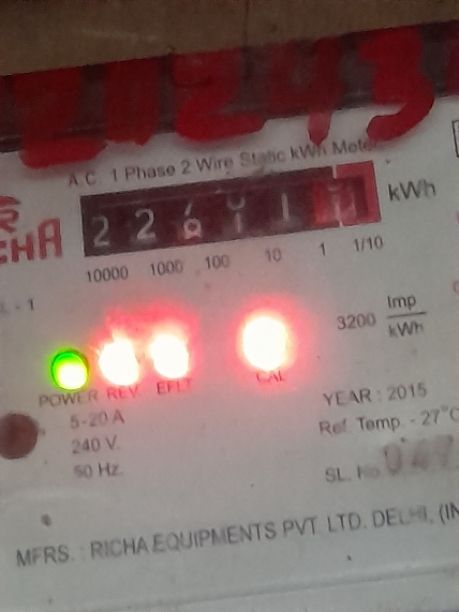 A.C. 1 Phase 2 Wire Static kWh Meter
CHA
kWh
10000 1000 100 10 1 1/10
3200 Imp
kWh
POWER REV. EFLT CAL
5-20 A
240 V.
50 Hz.
YEAR : 2015
Ref. Temp. - 27°C
SL. No
MFRS. : RICHA EQUIPMENTS PVT. LTD. DELHI, (IN